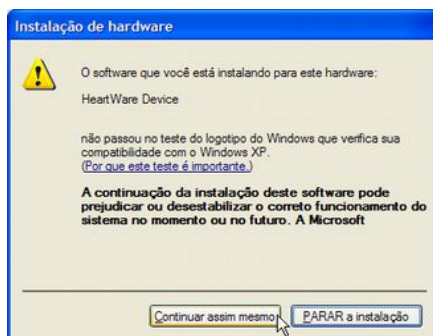 Instalação de hardware
O software que você está instalando para este hardware:
HeartWare Device
não passou no teste do logotipo do Windows que verifica sua
compatibilidade com o Windows XP.
(Por que este teste é importante.)
A continuação da instalação deste software pode
prejudicar ou desestabilizar o correto funcionamento do
sistema no momento ou no futuro. A Microsoft
Continuar assim mesmo
PARAR a instalação